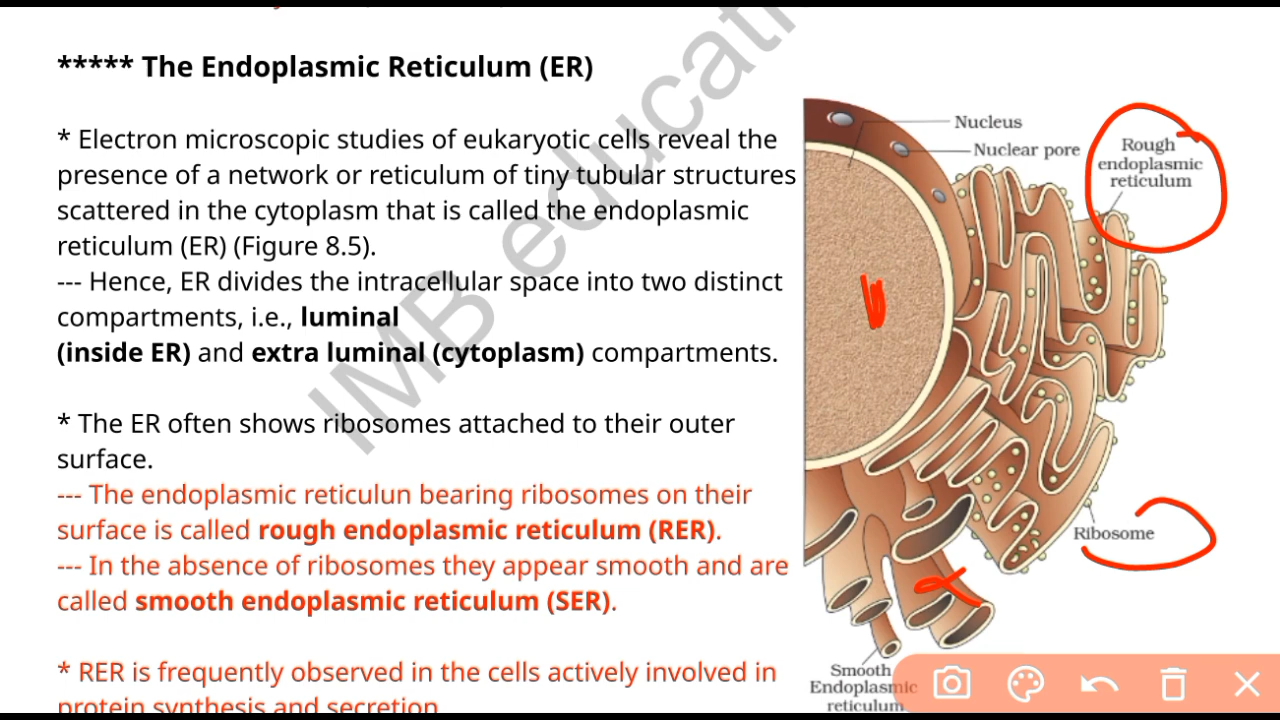 ***** The Endoplasmic Reticulum (ER)
* Electron microscopic studies of eukaryotic cells reveal the
presence of a network or reticulum of tiny tubular structures
scattered in the cytoplasm that is called the endoplasmic
reticulum (ER) (Figure 8.5).
--- Hence, ER divides the intracellular space into two distinct
compartments, i.e., luminal
(inside ER) and extra luminal (cytoplasm) compartments.
* The ER often shows ribosomes attached to their outer
surface.
--- The endoplasmic reticulun bearing ribosomes on their
surface is called rough endoplasmic reticulum (RER).
--- In the absence of ribosomes they appear smooth and are
called smooth endoplasmic reticulum (SER).
* RER is frequently observed in the cells actively involved in
protein synthesis and secretion
Nucleus
Nuclear pore
Rough
endoplasmic
reticulum
Ribosome
Smooth
Endoplasmic
reticulum
IMB educati